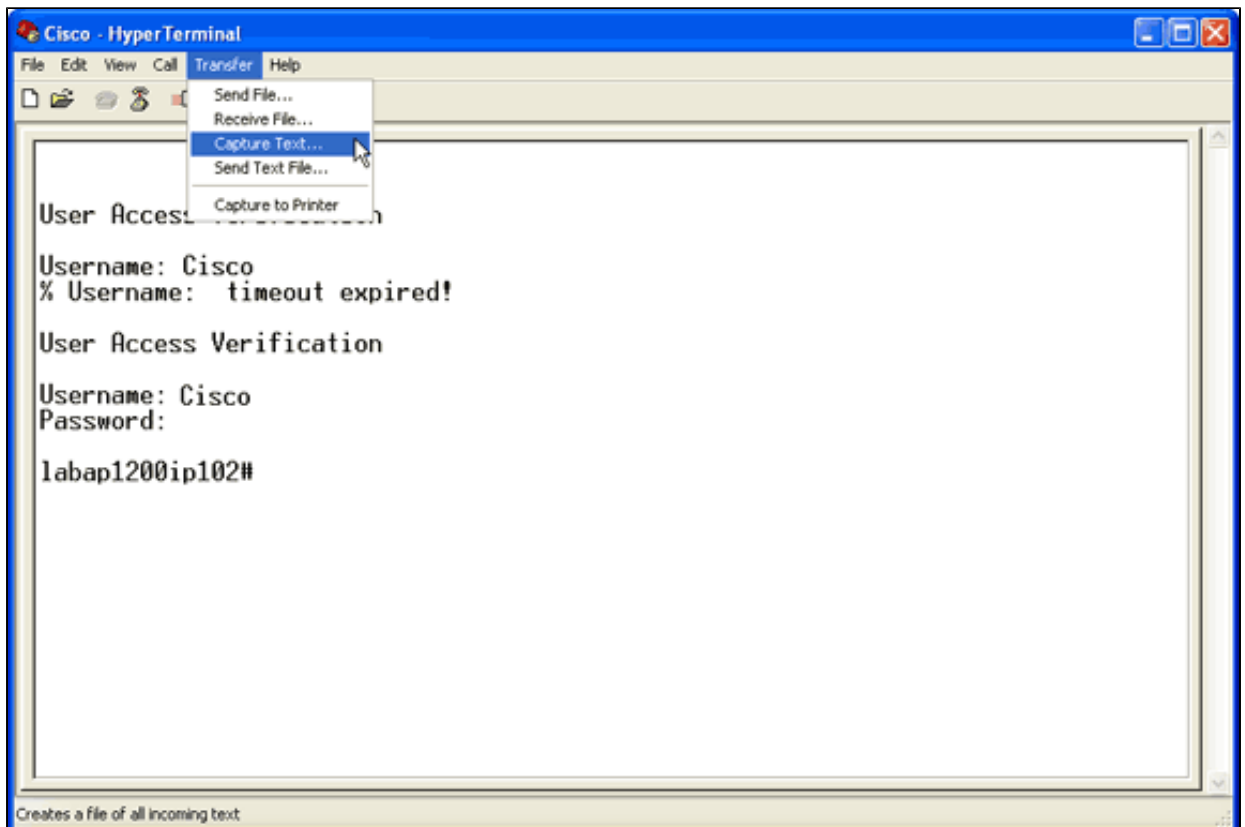 Cisco - HyperTerminal
File Edit View Call Transfer Help
Send File...
Receive File...
Capture Text...
Send Text File...
Capture to Printer
User Access
Username: Cisco
% Username:  timeout expired!
User Access Verification
Username: Cisco
Password:
labap1200ip102#
Creates a file of all incoming text